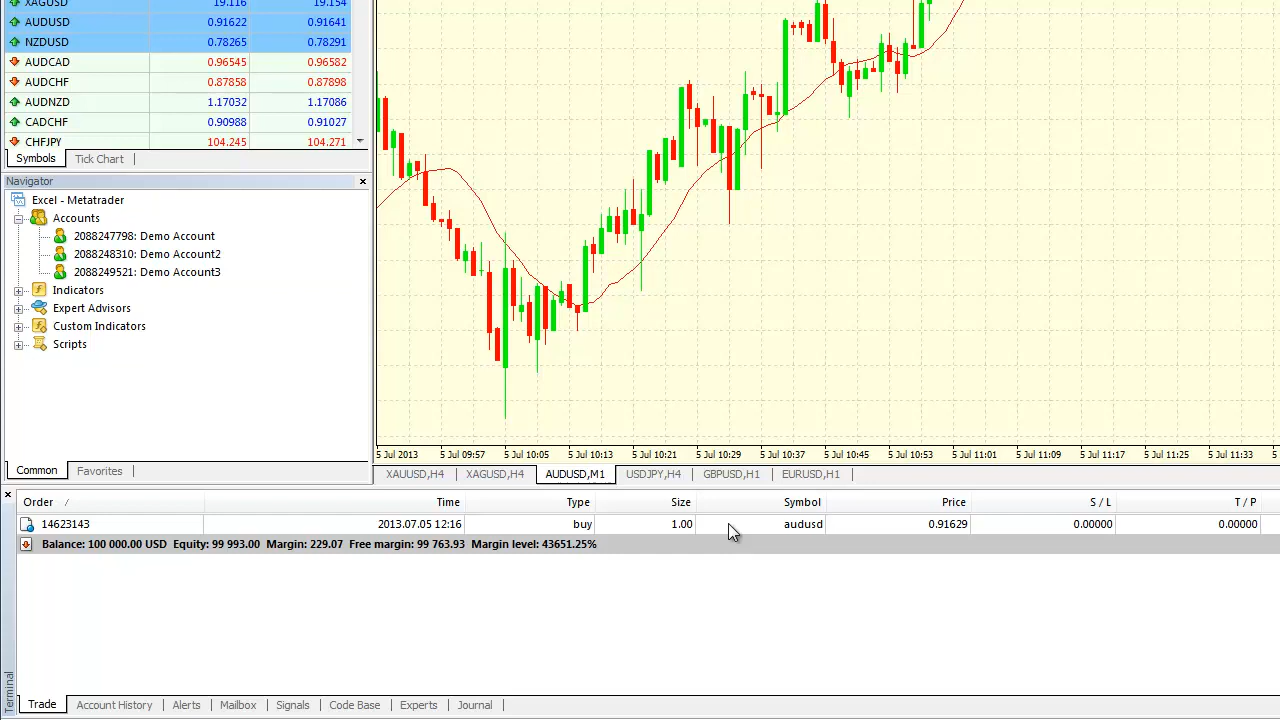 XAGUSD 19.116 19.154
AUDUSD 0.91622 0.91641
NZDUSD 0.78265 0.78291
AUDCAD 0.96545 0.96582
AUDCHF 0.87858 0.87898
AUDNZD 1.17032 1.17086
CADCHF 0.90988 0.91027
CHFJPY 104.245 104.271
Symbols Tick Chart
Navigator
Excel - Metatrader
Accounts
2088247798: Demo Account
2088248310: Demo Account2
2088249521: Demo Account3
Indicators
Expert Advisors
Custom Indicators
Scripts
Common Favorites
5 Jul 2013 5 Jul 09:57 5 Jul 10:05 5 Jul 10:13 5 Jul 10:21 5 Jul 10:29 5 Jul 10:37 5 Jul 10:45 5 Jul 10:53 5 Jul 11:01 5 Jul 11:09 5 Jul 11:17 5 Jul 11:25 5 Jul 11:33 5
XAUUSD,H4 XAGUSD,H4 AUDUSD,M1 USDJPY,H4 GBPUSD,H1 EURUSD,H1
Order / Time Type Size Symbol Price S / L T / P
14623143 2013.07.05 12:16 buy 1.00 audusd 0.91629 0.00000 0.00000
Balance: 100 000.00 USD Equity: 99 993.00 Margin: 229.07 Free margin: 99 763.93 Margin level: 43651.25%
Terminal
Trade Account History Alerts Mailbox Signals Code Base Experts Journal